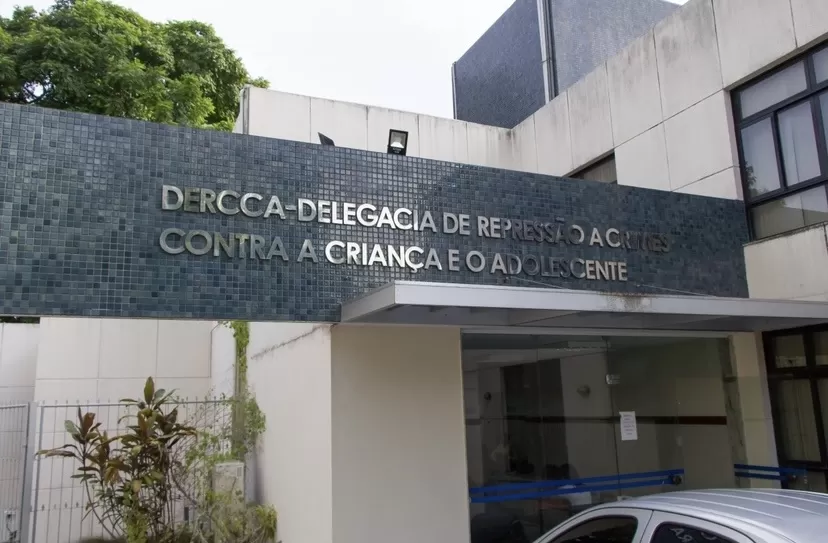 DERCCA-DELEGACIA DE REPRESSÃO A CRIMES
CONTRA A CRIANÇA E O ADOLESCENTE